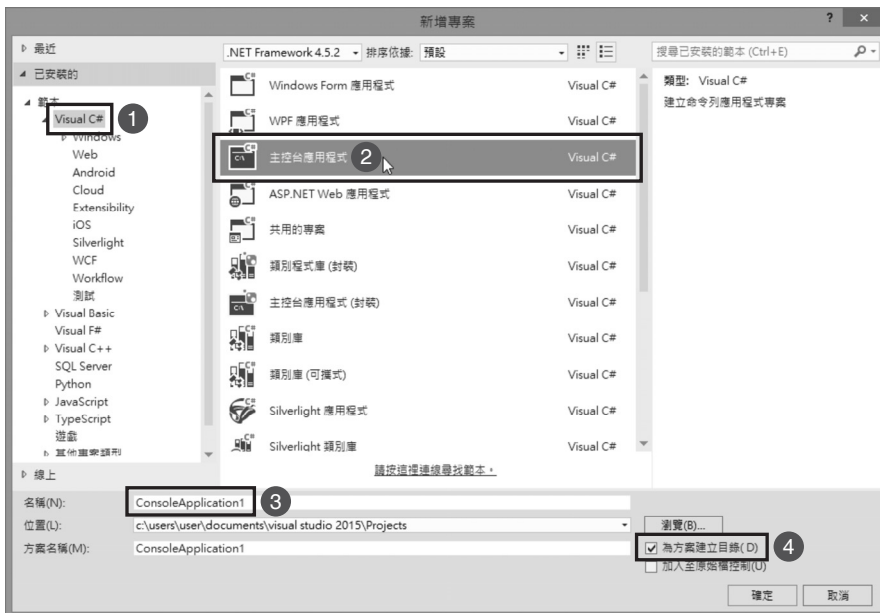 新增專案
? ×
最近
.NET Framework 4.5.2 排序依據: 預設
搜尋已安裝的範本 (Ctrl+E)
已安裝的
範本
Visual C# 1
Windows
Web
Android
Cloud
Extensibility
iOS
Silverlight
WCF
Workflow
測試
Visual Basic
Visual F#
Visual C++
SQL Server
Python
JavaScript
TypeScript
遊戲
其他專案類型
線上
Windows Form 應用程式 Visual C#
WPF 應用程式 Visual C#
主控台應用程式 2 Visual C#
ASP.NET Web 應用程式 Visual C#
共用的專案 Visual C#
類別程式庫 (封裝) Visual C#
主控台應用程式 (封裝) Visual C#
類別庫 Visual C#
類別庫 (可攜式) Visual C#
Silverlight 應用程式 Visual C#
Silverlight 類別庫 Visual C#
請按這裡連線尋找範本。
類型: Visual C#
建立命令列應用程式專案
名稱(N): ConsoleApplication1 3
位置(L): c:\users\user\documents\visual studio 2015\Projects 瀏覽(B)...
方案名稱(M): ConsoleApplication1 為方案建立目錄(D) 4
加入至原始檔控制(U)
確定 取消